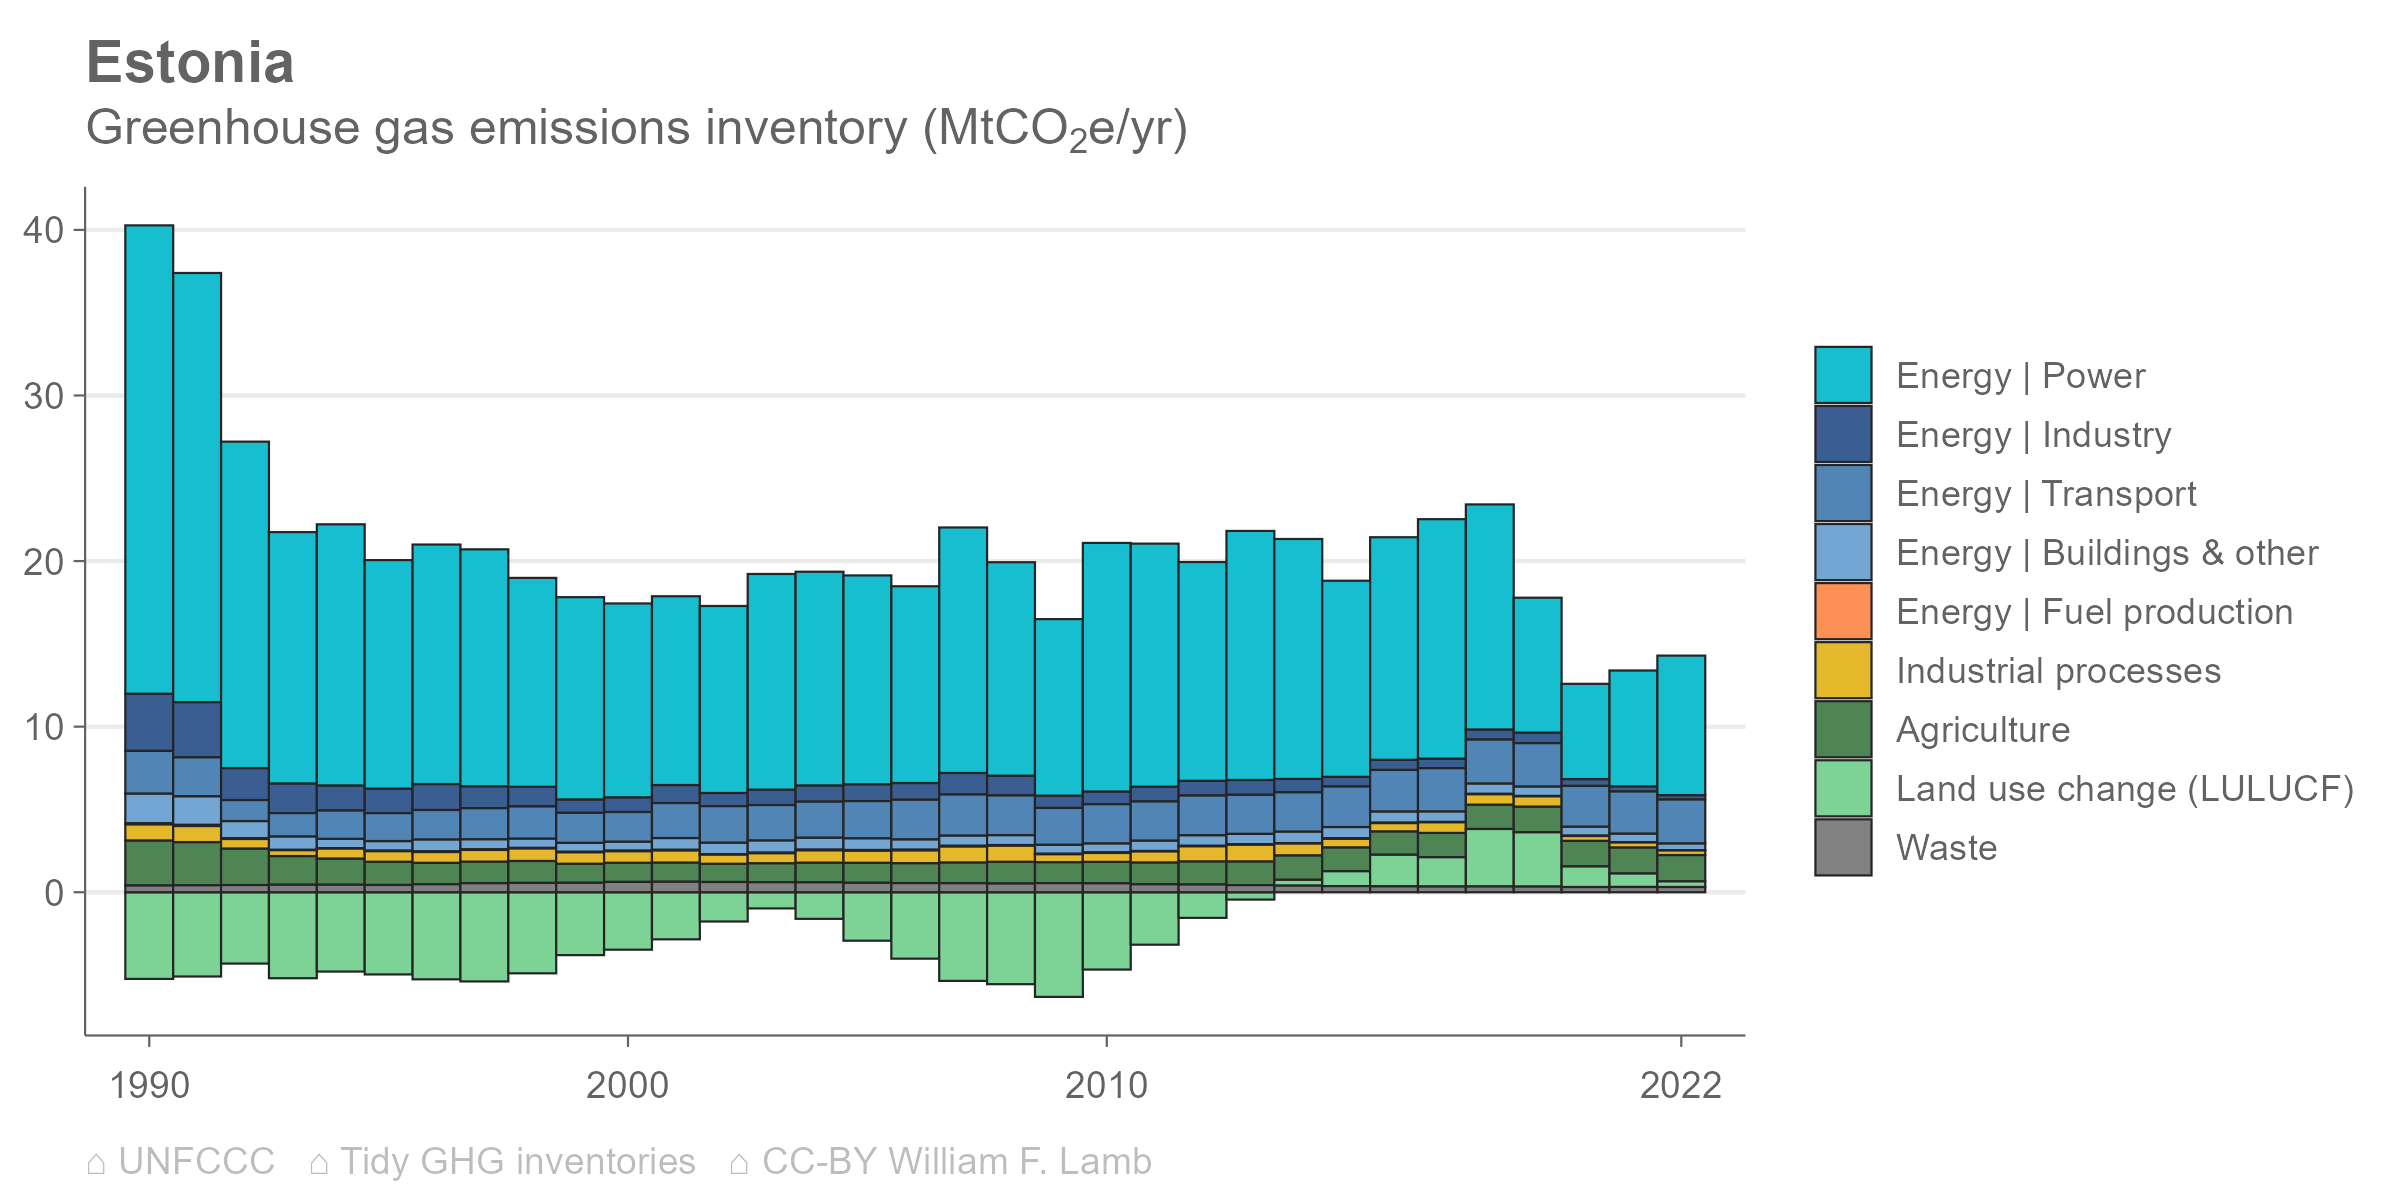 Estonia
Greenhouse gas emissions inventory (MtCO₂e/yr)
40
30
20
10
0
1990 2000 2010 2022
Energy | Power
Energy | Industry
Energy | Transport
Energy | Buildings & other
Energy | Fuel production
Industrial processes
Agriculture
Land use change (LULUCF)
Waste
⌂ UNFCCC ⌂ Tidy GHG inventories ⌂ CC-BY William F. Lamb